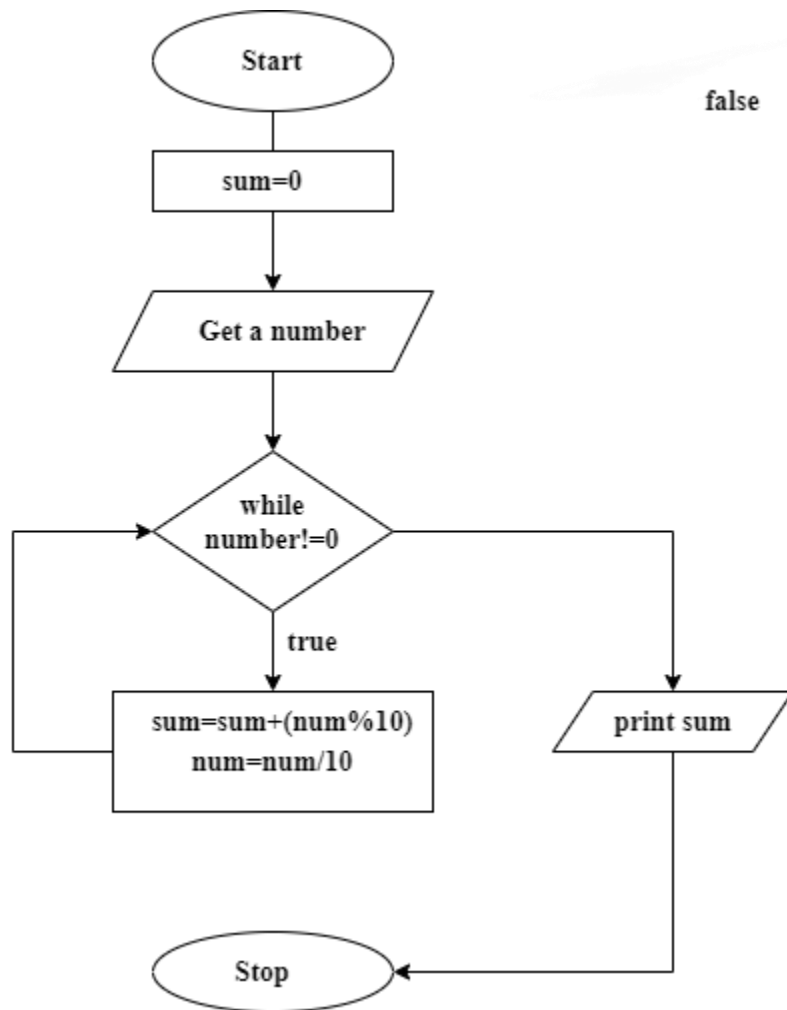 Start
false
sum=0
Get a number
while
number!=0
true
sum=sum+(num%10)
num=num/10
print sum
Stop